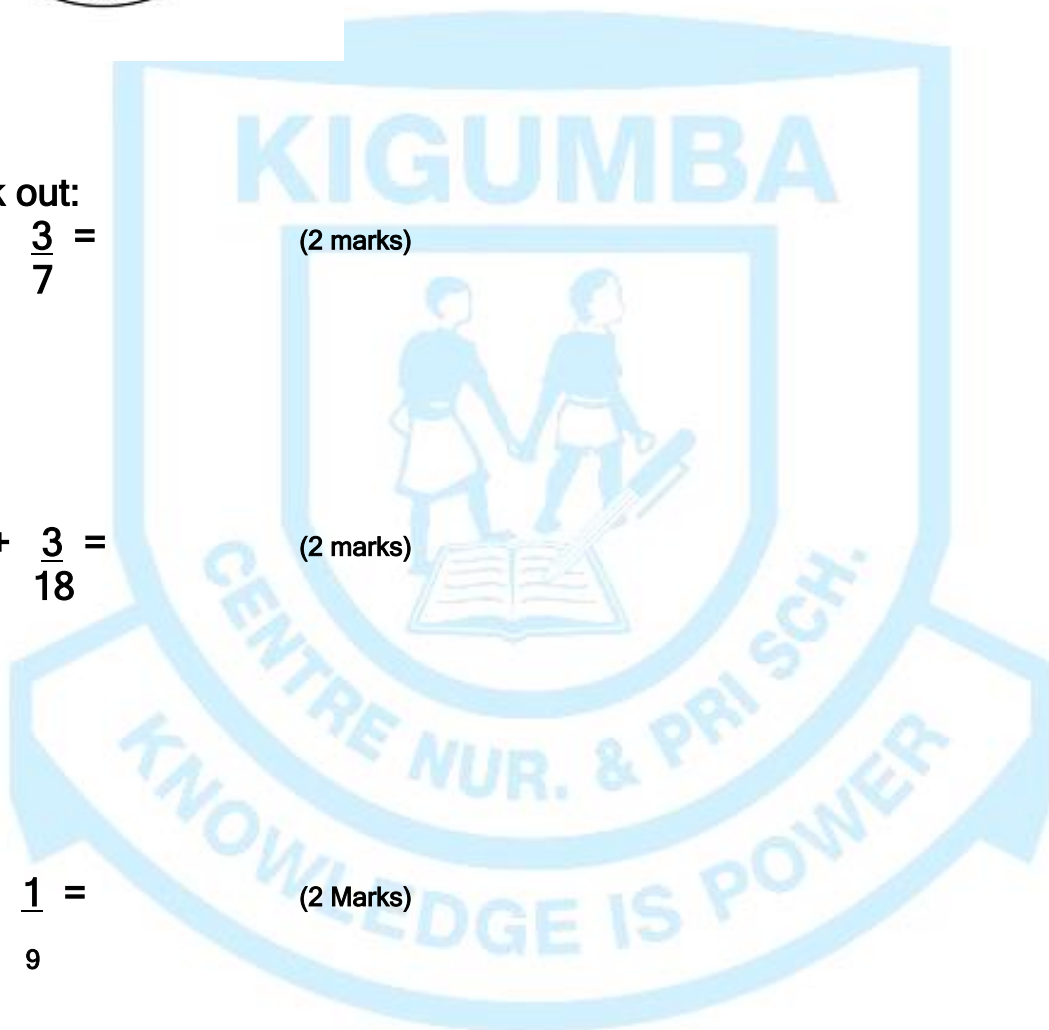 KIGUMBA
out:
3 = (2 marks)
7
3 = (2 marks)
18
CENTRE NUR. & PRI SCH.
1 = (2 Marks)
9
KNOWLEDGE IS POWER